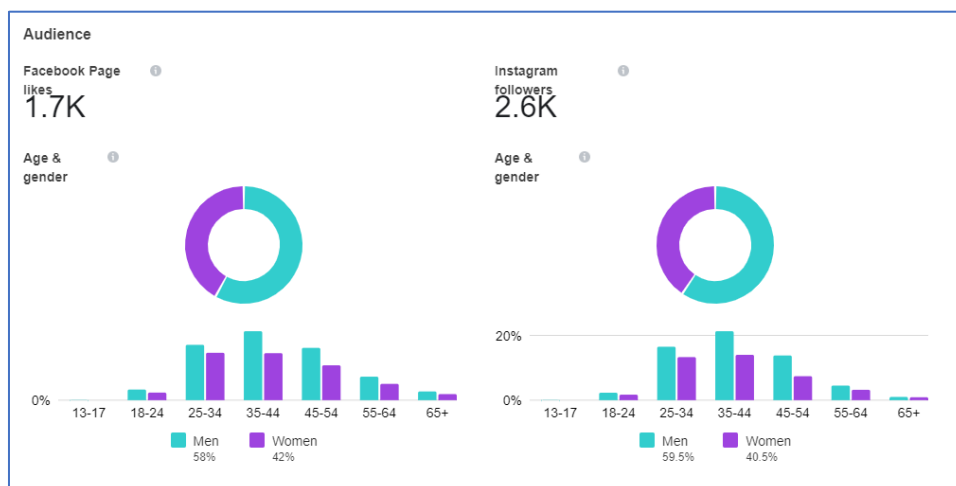 Audience
Facebook Page
likes
1.7K
Age &
gender
0%
13-17 18-24 25-34 35-44 45-54 55-64 65+
Men
58%
Women
42%
Instagram
followers
2.6K
Age &
gender
20%
0%
13-17 18-24 25-34 35-44 45-54 55-64 65+
Men
59.5%
Women
40.5%